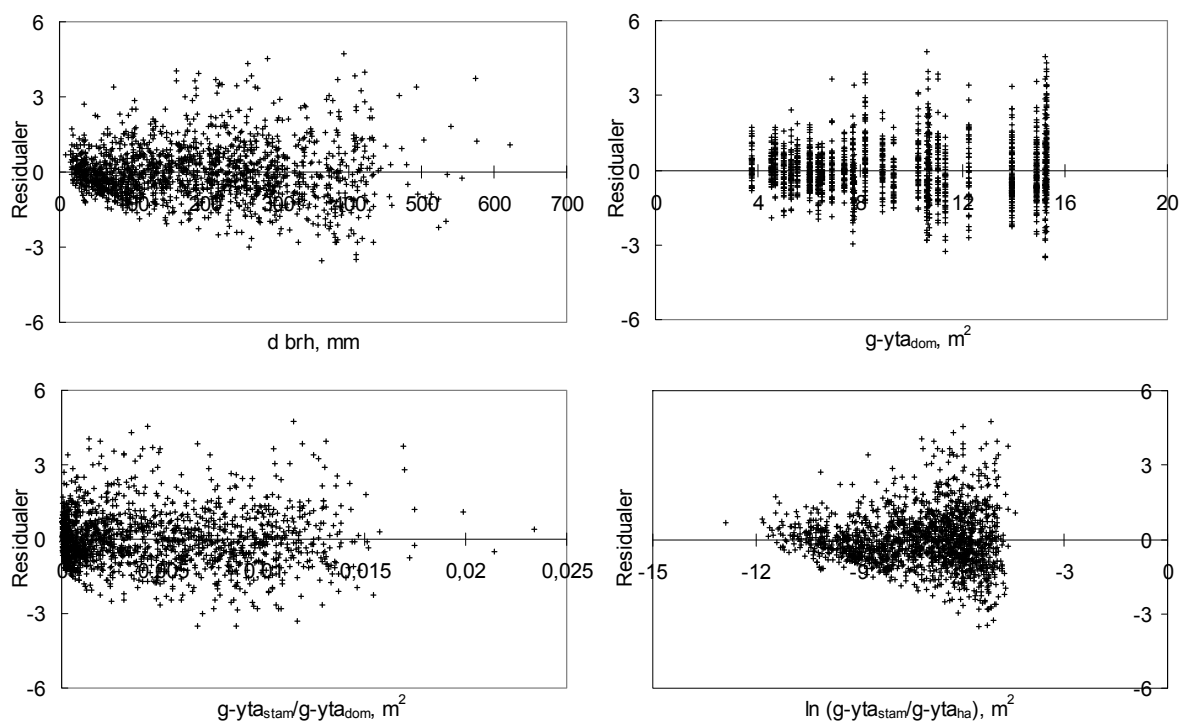 6
3
0
-3
-6
Residualer
0 100 200 300 400 500 600 700
d brh, mm
6
3
0
-3
-6
Residualer
4 8 12 16 20
g-yta_dom, m²
6
3
0
-3
-6
Residualer
0,005 0,01 0,015 0,02 0,025
g-yta_stam/g-yta_dom, m²
6
3
0
-3
-6
Residualer
-15 -12 -9 -3 0
ln (g-yta_stam/g-yta_ha), m²